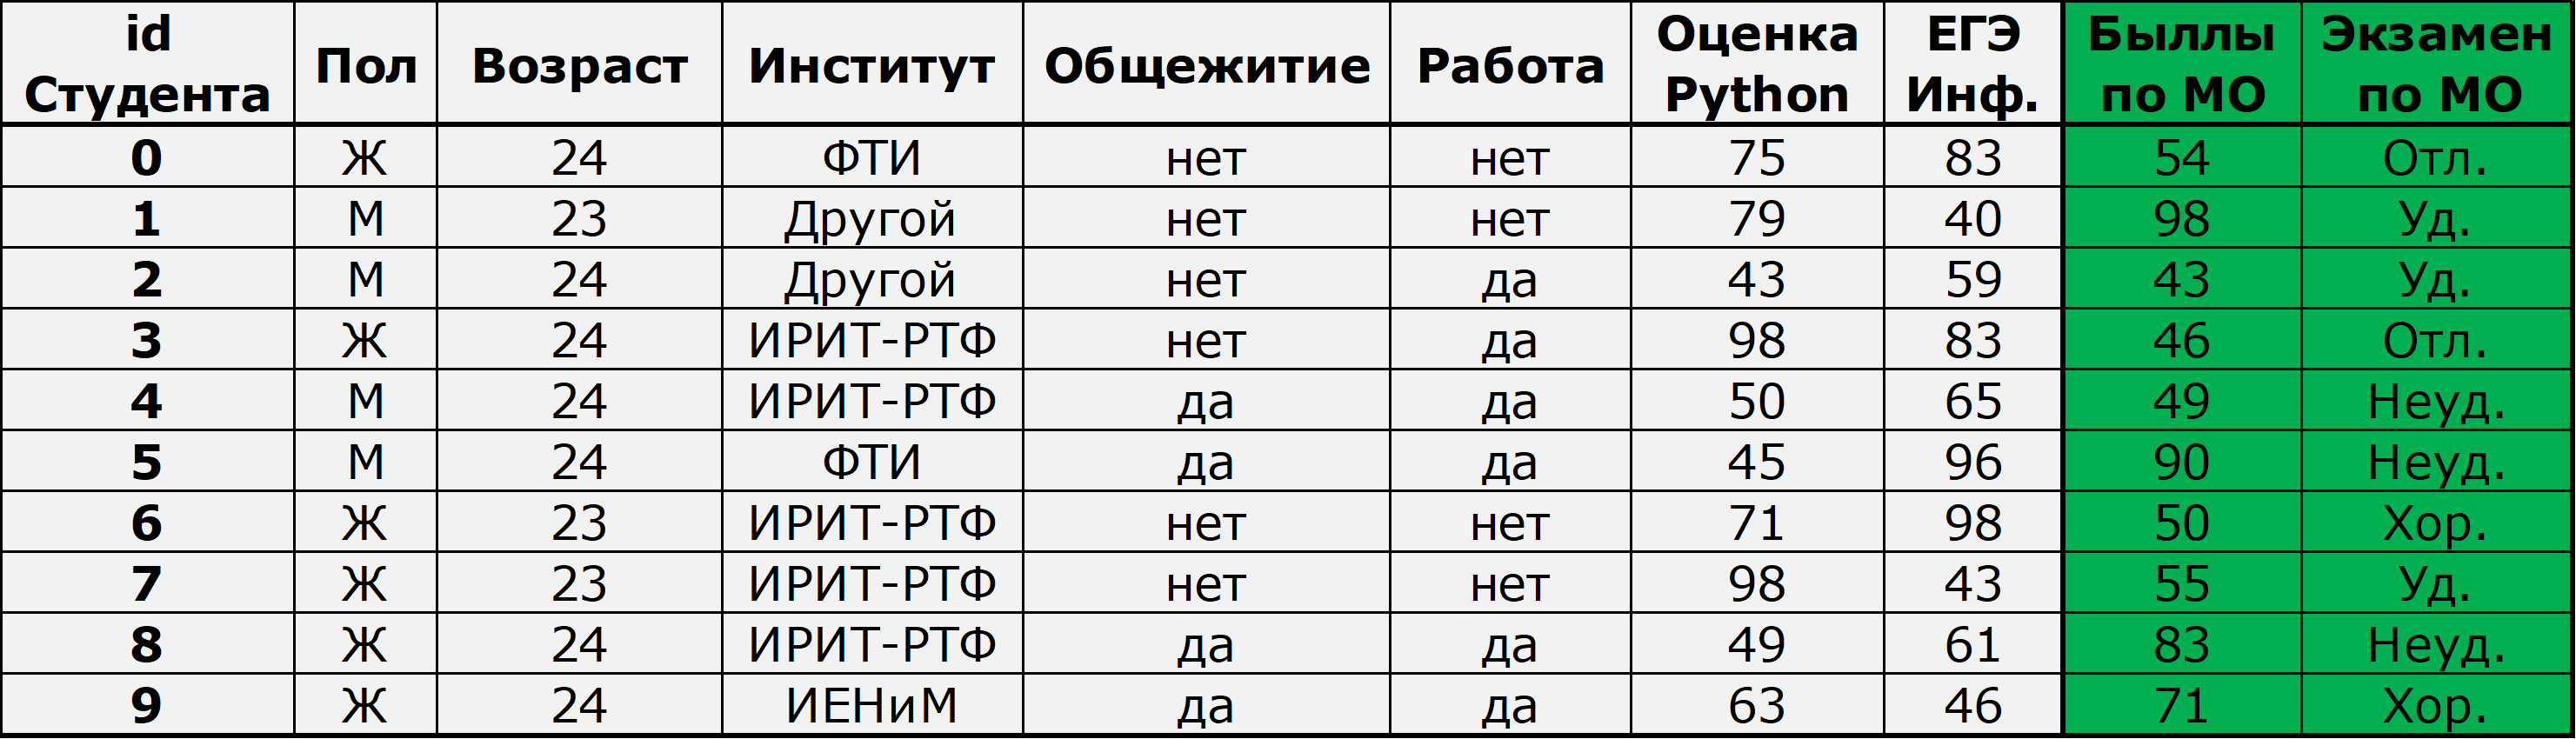 id Студента Пол Возраст Институт Общежитие Работа Оценка Python ЕГЭ Инф. Быллы по МО Экзамен по МО
0 Ж 24 ФТИ нет нет 75 83 54 Отл.
1 М 23 Другой нет нет 79 40 98 Уд.
2 М 24 Другой нет да 43 59 43 Уд.
3 Ж 24 ИРИТ-РТФ нет да 98 83 46 Отл.
4 М 24 ИРИТ-РТФ да да 50 65 49 Неуд.
5 М 24 ФТИ да да 45 96 90 Неуд.
6 Ж 23 ИРИТ-РТФ нет нет 71 98 50 Хор.
7 Ж 23 ИРИТ-РТФ нет нет 98 43 55 Уд.
8 Ж 24 ИРИТ-РТФ да да 49 61 83 Неуд.
9 Ж 24 ИЕНиМ да да 63 46 71 Хор.